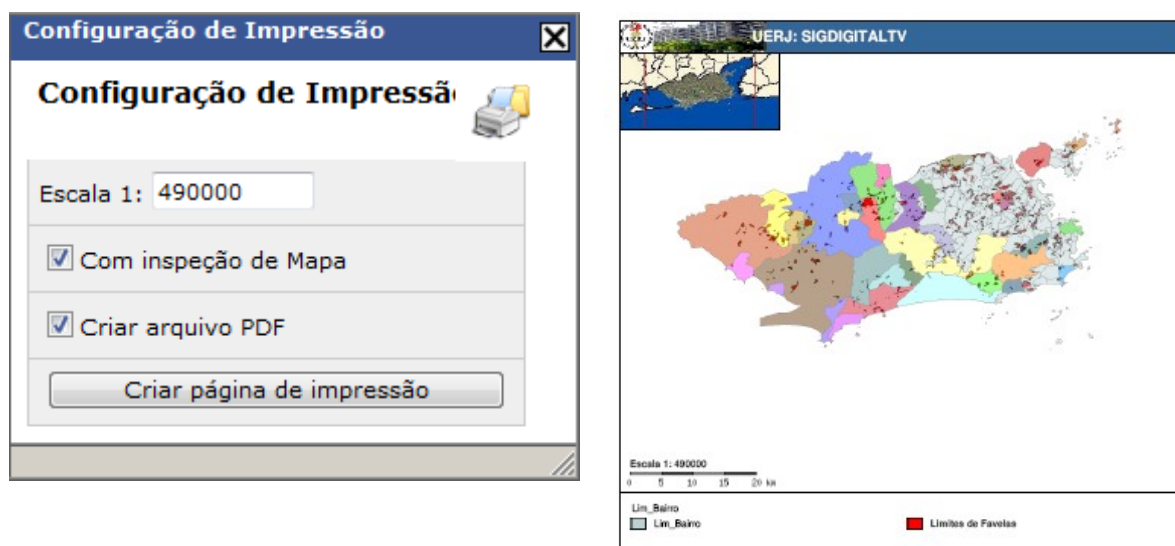 Configuração de Impressão
Configuração de Impressã
Escala 1: 490000
Com inspeção de Mapa
Criar arquivo PDF
Criar página de impressão
UERJ: SIGDIGITALTV
Escala 1: 490000
0 5 10 15 20 km
Lim_Bairro
Lim_Bairro
Limites de Favelas